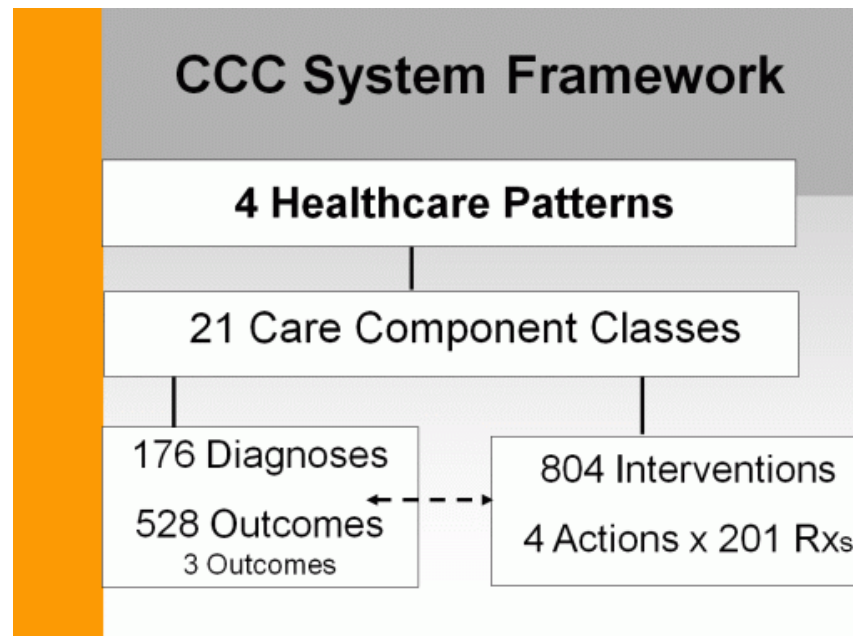 CCC System Framework
4 Healthcare Patterns
21 Care Component Classes
176 Diagnoses
528 Outcomes
3 Outcomes
804 Interventions
4 Actions x 201 Rxs